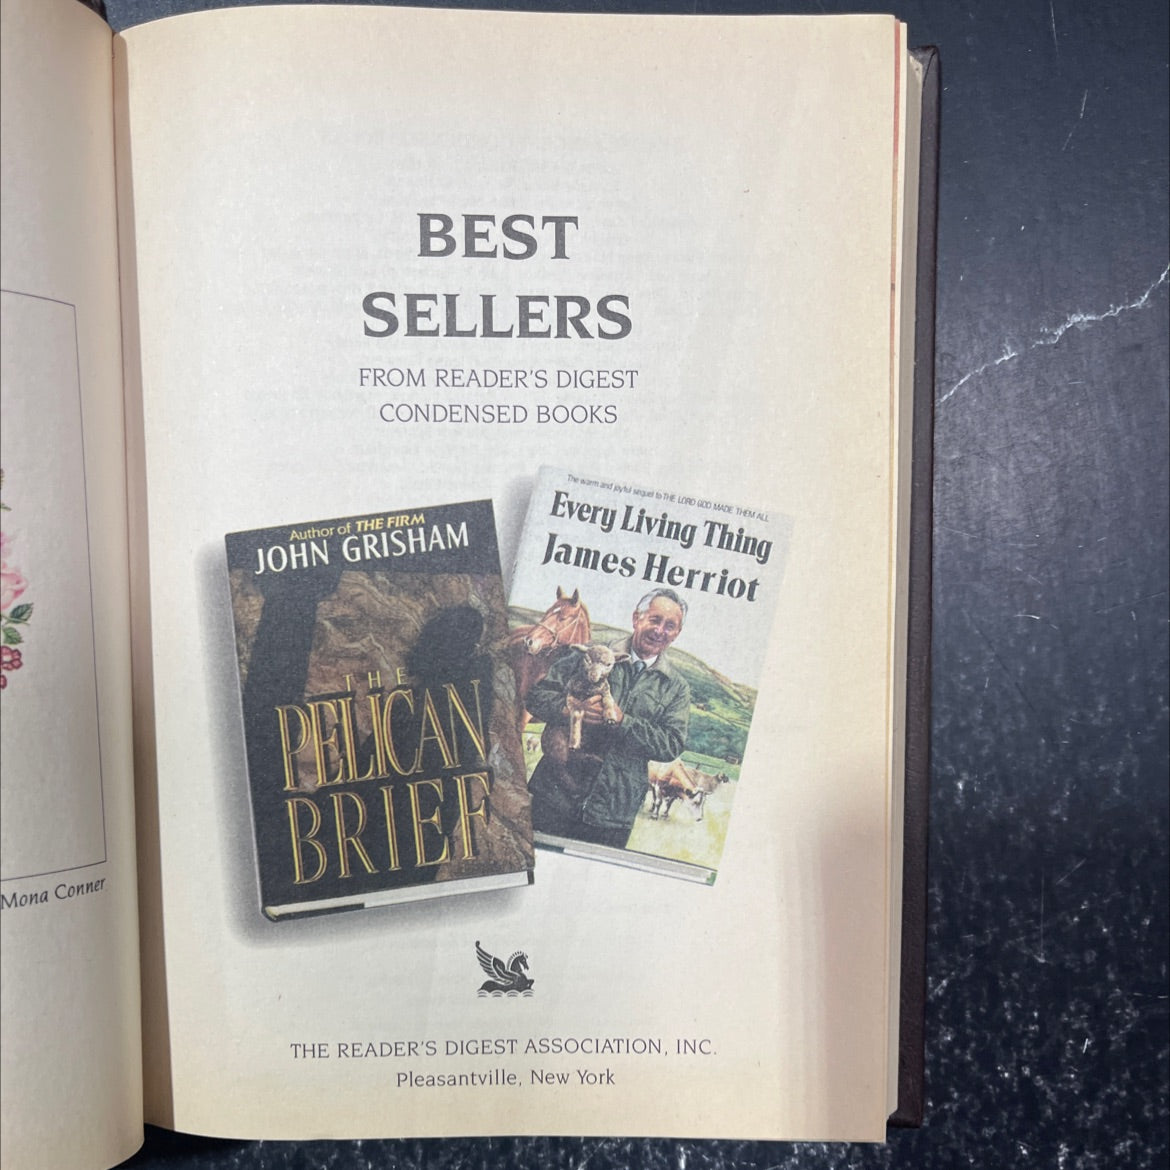 Mona Conner
BEST
SELLERS
FROM READER'S DIGEST
CONDENSED BOOKS
Author of THE FIRM
JOHN GRISHAM
THE
PELICAN
BRIEF
The warm and joyful sequel to THE LORD GOD MADE THEM ALL
Every Living Thing
James Herriot
THE READER'S DIGEST ASSOCIATION, INC.
Pleasantville, New York